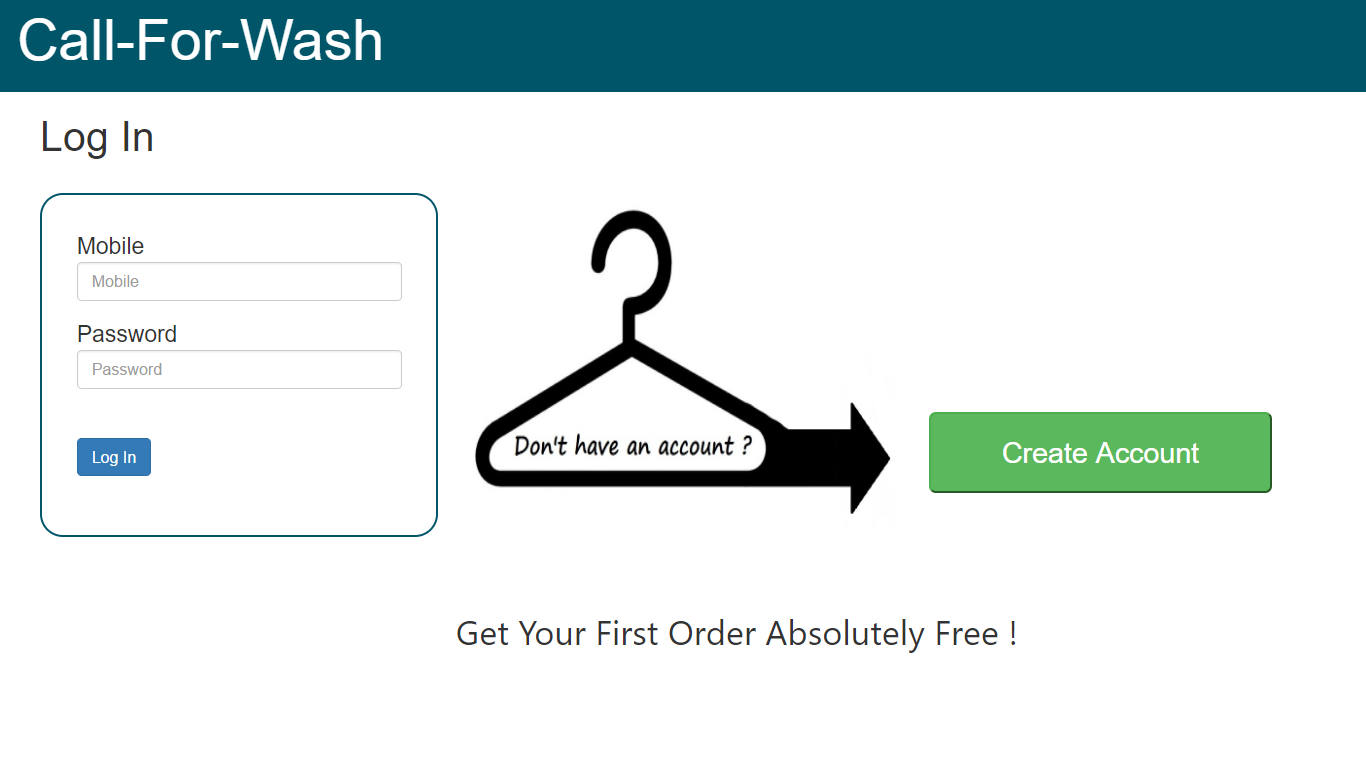 Call-For-Wash
Log In
Mobile
Mobile
Password
Password
Log In
Don't have an account ?
Create Account
Get Your First Order Absolutely Free !